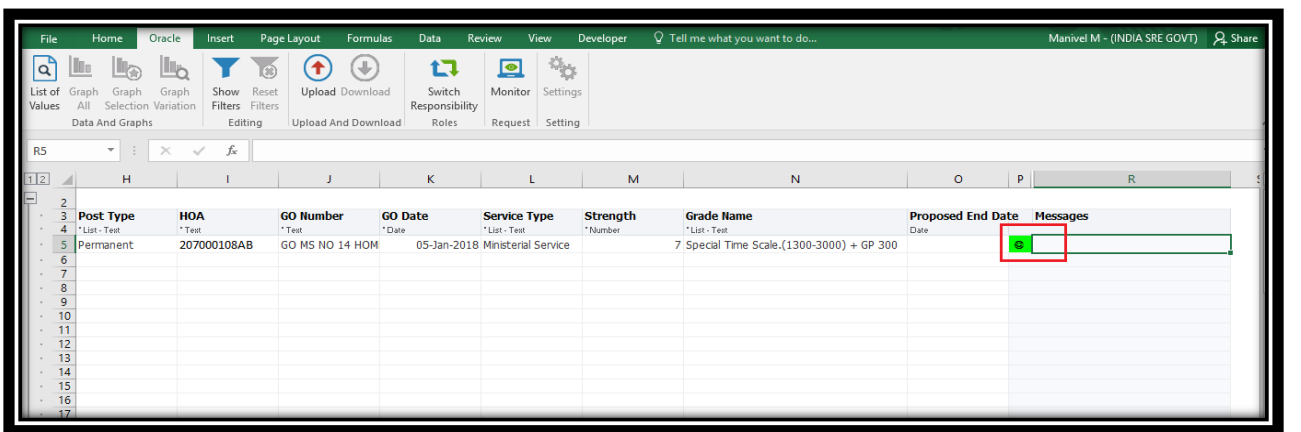 File Home Oracle Insert Page Layout Formulas Data Review View Developer Tell me what you want to do... Manivel M - (INDIA SRE GOVT) Share
List of Graph Graph Graph Show Reset Upload Download Switch Monitor Settings
Values All Selection Variation Filters Filters Responsibility
Data And Graphs Editing Upload And Download Roles Request Setting
R5 fx
1 2 H I J K L M N O P R S
2
3 Post Type HOA GO Number GO Date Service Type Strength Grade Name Proposed End Date Messages
4 * List - Text * Text * Text * Date * List - Text * Number * List - Text Date
5 Permanent 207000108AB GO MS NO 14 HOM 05-Jan-2018 Ministerial Service 7 Special Time Scale.(1300-3000) + GP 300
6
7
8
9
10
11
12
13
14
15
16
17